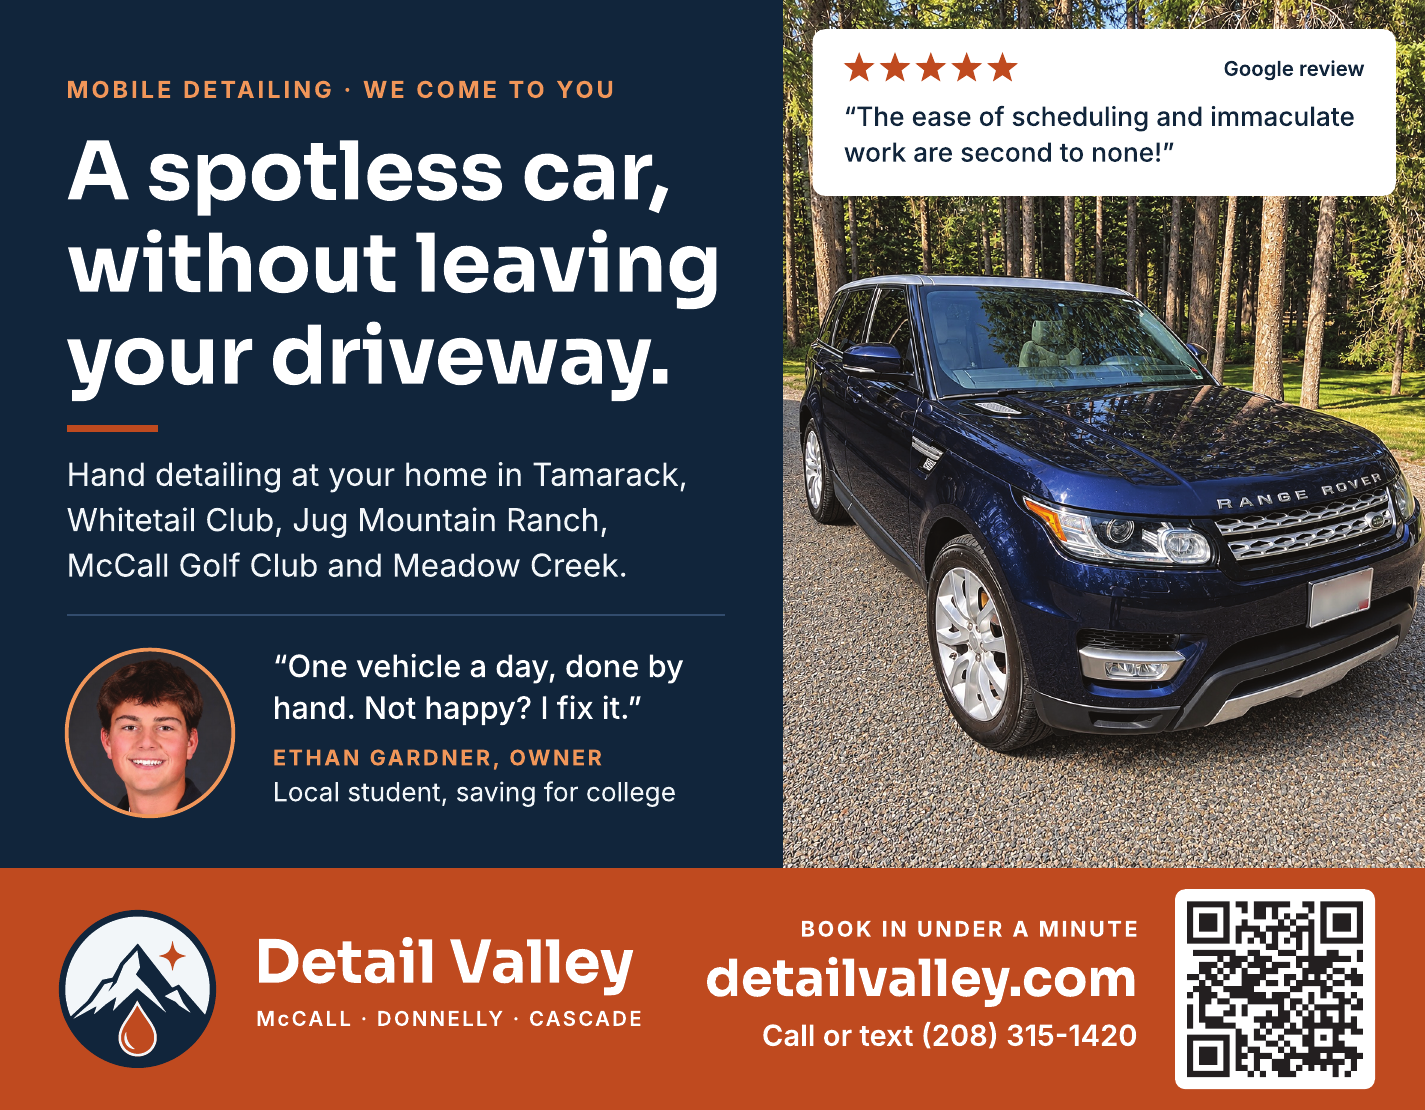 MOBILE DETAILING · WE COME TO YOU
A spotless car,
without leaving
your driveway.
Hand detailing at your home in Tamarack,
Whitetail Club, Jug Mountain Ranch,
McCall Golf Club and Meadow Creek.
“One vehicle a day, done by
hand. Not happy? I fix it.”
ETHAN GARDNER, OWNER
Local student, saving for college
Google review
“The ease of scheduling and immaculate
work are second to none!”
RANGE ROVER
Detail Valley
McCALL · DONNELLY · CASCADE
BOOK IN UNDER A MINUTE
detailvalley.com
Call or text (208) 315-1420